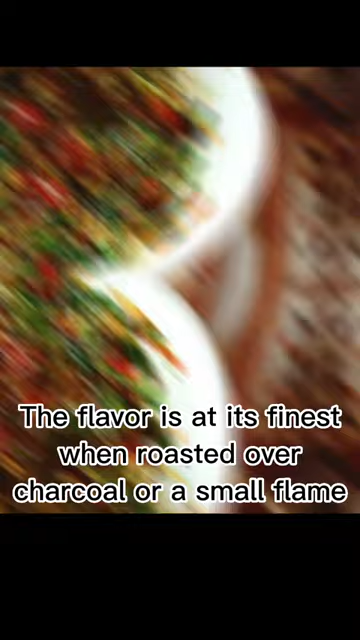 The flavor is at its finest
when roasted over
charcoal or a small flame